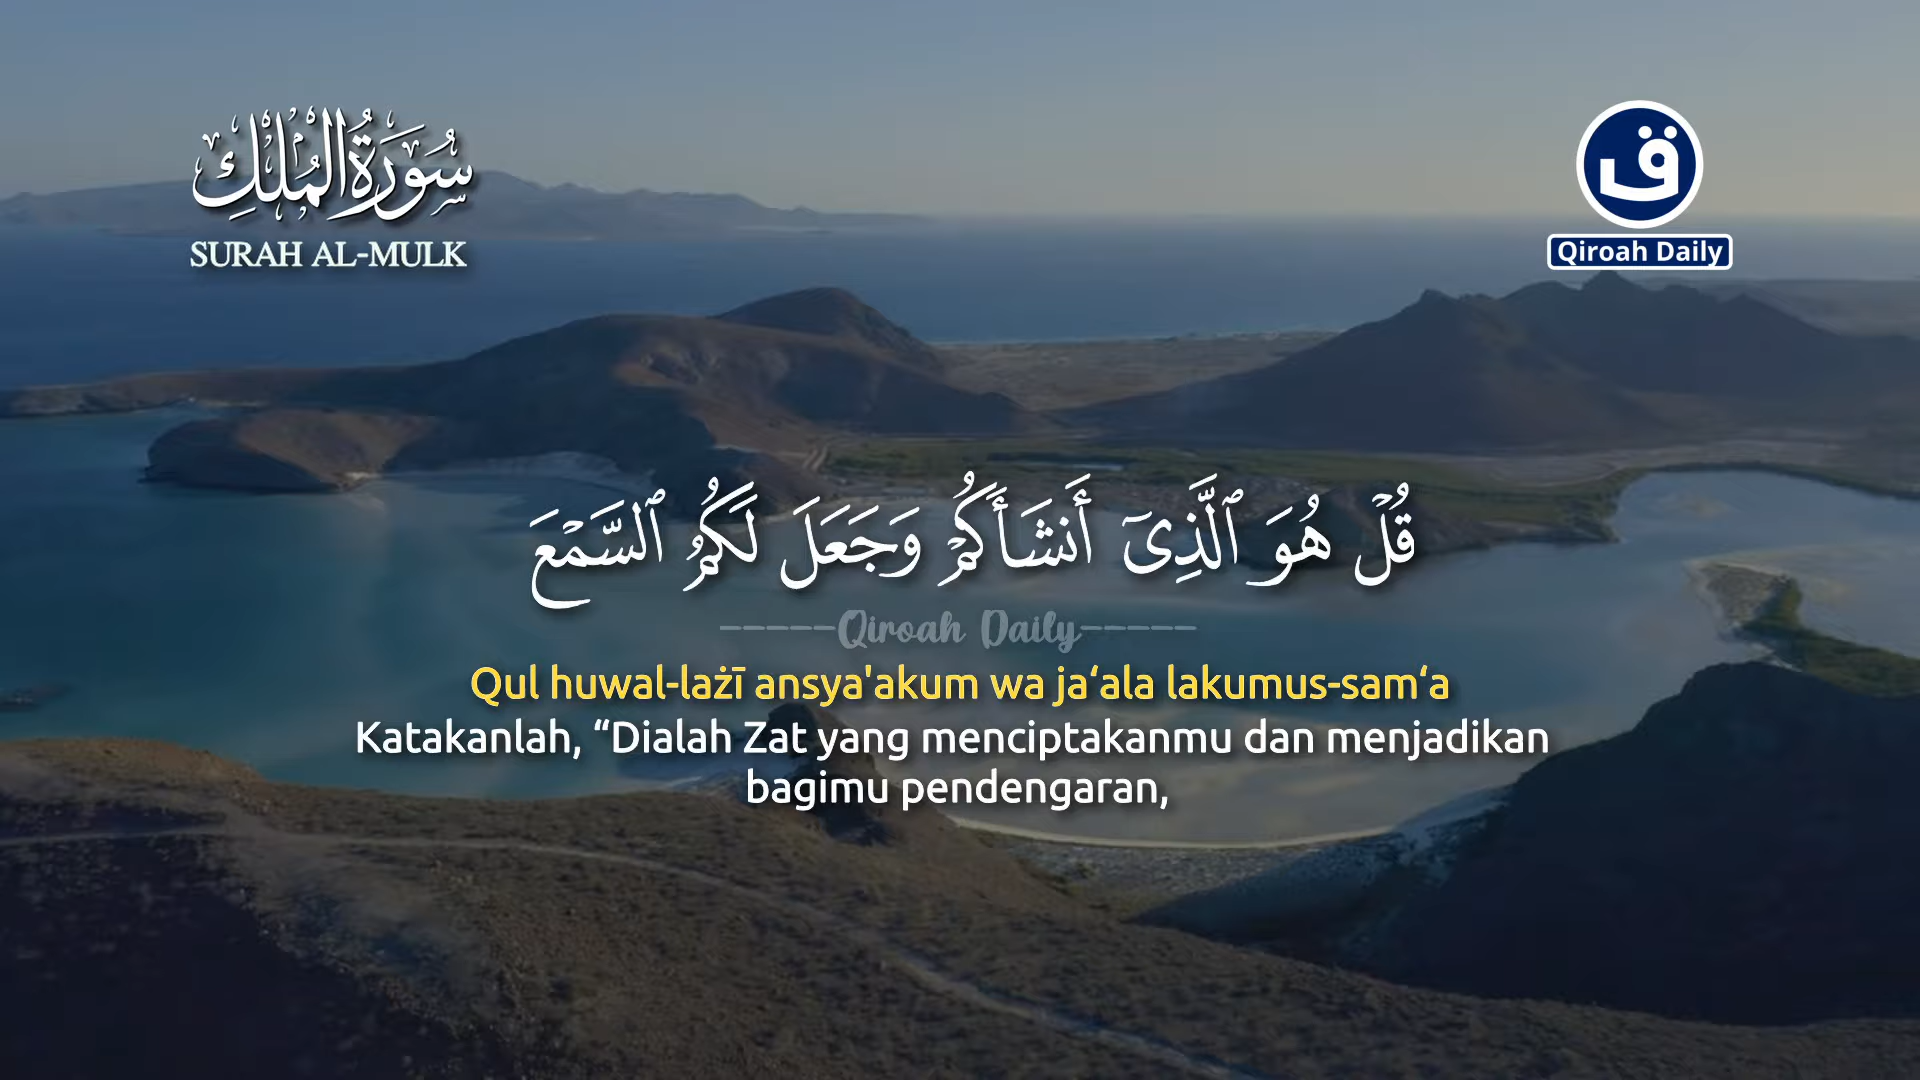 سُورَةُ الْمُلْكِ
SURAH AL-MULK
ق
Qiroah Daily
قُلْ هُوَ ٱلَّذِىٓ أَنشَأَكُمْ وَجَعَلَ لَكُمُ ٱلسَّمْعَ
-----Qiroah Daily-----
Qul huwal-lażī ansya'akum wa ja‘ala lakumus-sam‘a
Katakanlah, “Dialah Zat yang menciptakanmu dan menjadikan
bagimu pendengaran,